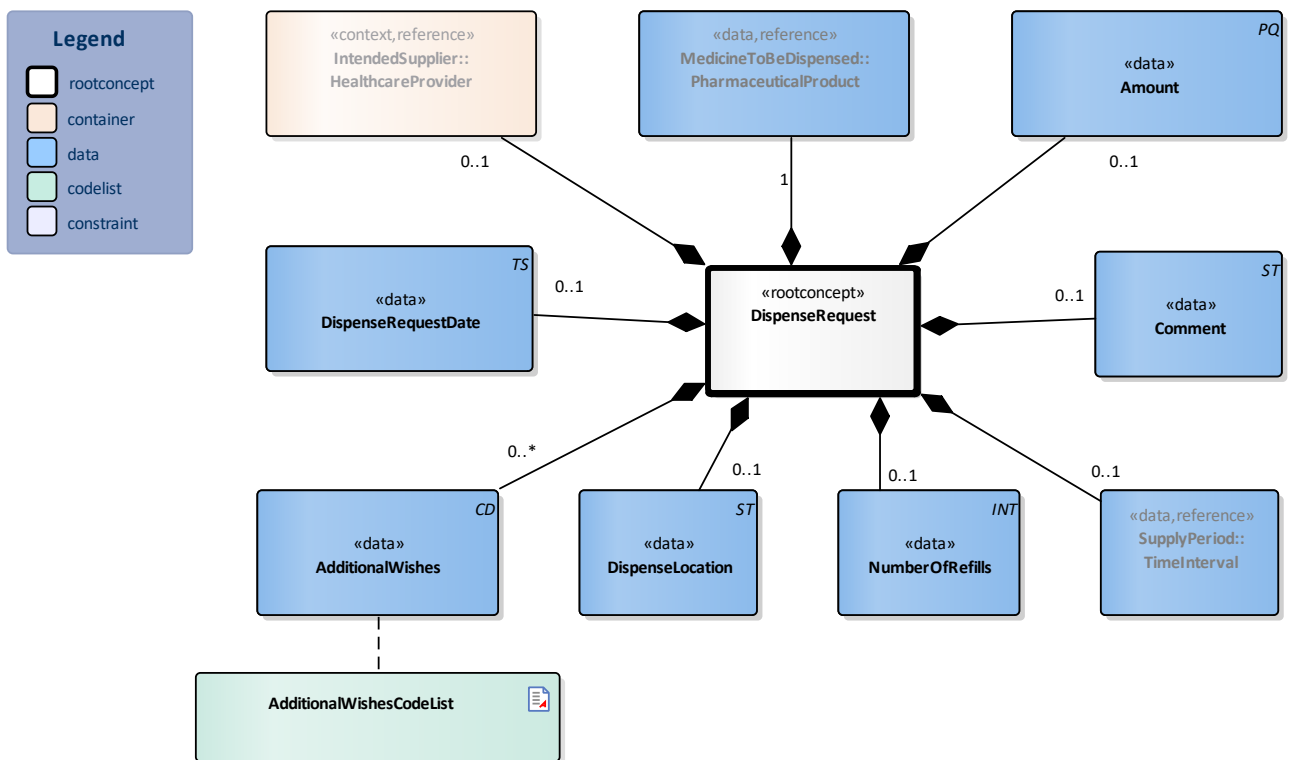 Legend
rootconcept
container
data
codelist
constraint
«context,reference»
IntendedSupplier::
HealthcareProvider
0..1
«data,reference»
MedicineToBeDispensed::
PharmaceuticalProduct
1
PQ
«data»
Amount
0..1
TS
«data»
DispenseRequestDate
0..1
«rootconcept»
DispenseRequest
ST
«data»
Comment
0..1
CD
«data»
AdditionalWishes
0..*
ST
«data»
DispenseLocation
0..1
INT
«data»
NumberOfRefills
0..1
«data,reference»
SupplyPeriod::
TimeInterval
0..1
AdditionalWishesCodeList